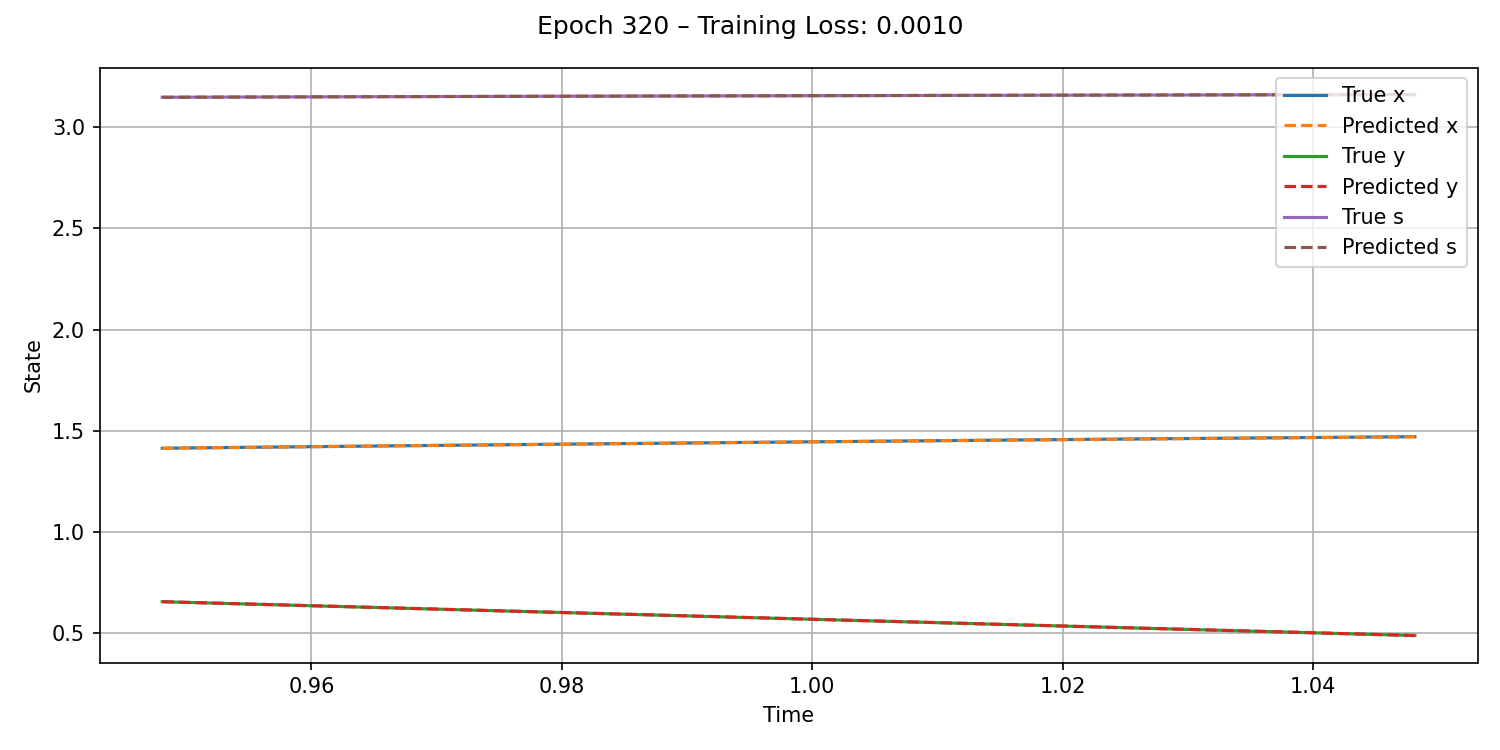 Epoch 320 – Training Loss: 0.0010
State
3.0
2.5
2.0
1.5
1.0
0.5
True x
Predicted x
True y
Predicted y
True s
Predicted s
0.96 0.98 1.00 1.02 1.04
Time